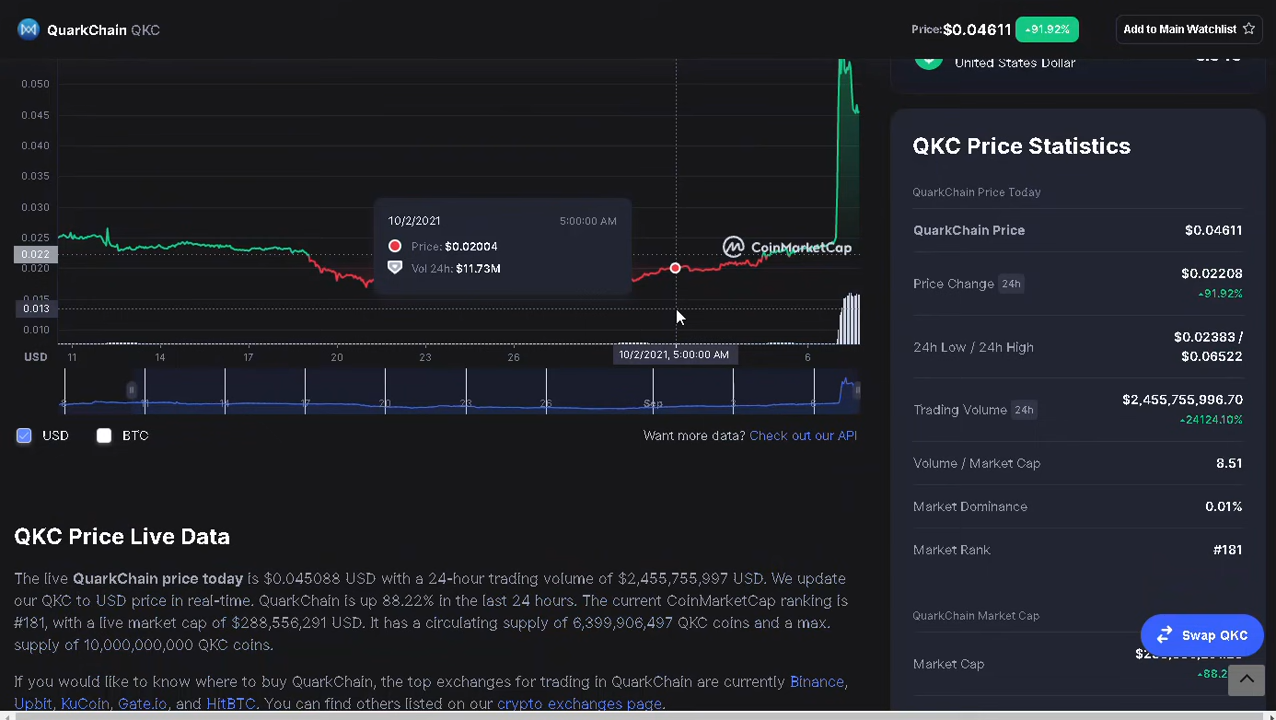 QuarkChain QKC
Price:$0.04611 91.92%
Add to Main Watchlist
United States Dollar
0.050
0.045
0.040
0.035
0.030
0.025
0.022
0.020
0.015
0.013
0.010
10/2/2021 5:00:00 AM
Price: $0.02004
Vol 24h: $11.73M
CoinMarketCap
USD 11 14 17 20 23 26 10/2/2021, 5:00:00 AM 6
11 14 17 20 23 26 Sep
USD BTC
Want more data? Check out our API
QKC Price Live Data
The live QuarkChain price today is $0.045088 USD with a 24-hour trading volume of $2,455,755,997 USD. We update
our QKC to USD price in real-time. QuarkChain is up 88.22% in the last 24 hours. The current CoinMarketCap ranking is
#181, with a live market cap of $288,556,291 USD. It has a circulating supply of 6,399,906,497 QKC coins and a max.
supply of 10,000,000,000 QKC coins.
If you would like to know where to buy QuarkChain, the top exchanges for trading in QuarkChain are currently Binance,
Upbit, KuCoin, Gate.io, and HitBTC. You can find others listed on our crypto exchanges page.
QKC Price Statistics
QuarkChain Price Today
QuarkChain Price $0.04611
Price Change 24h $0.02208
91.92%
24h Low / 24h High $0.02383 /
$0.06522
Trading Volume 24h $2,455,755,996.70
24124.10%
Volume / Market Cap 8.51
Market Dominance 0.01%
Market Rank #181
QuarkChain Market Cap
Swap QKC
Market Cap